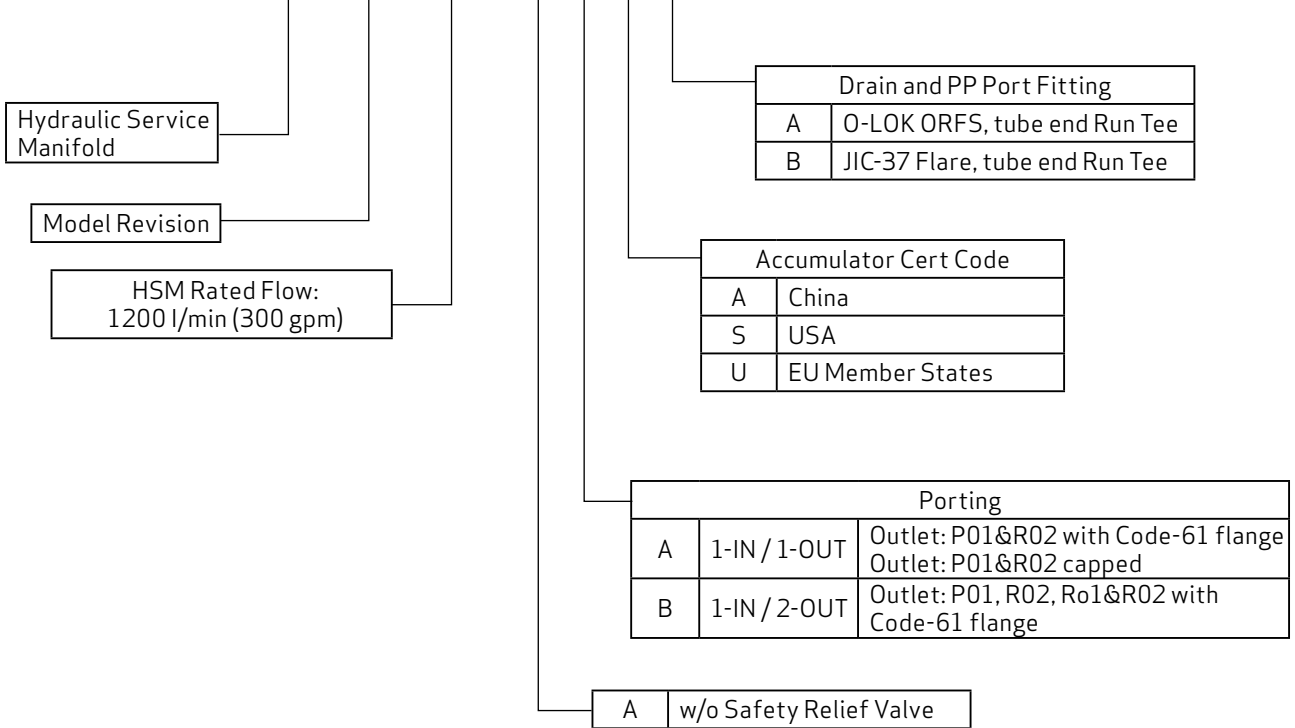 Drain and PP Port Fitting
A O-LOK ORFS, tube end Run Tee
B JIC-37 Flare, tube end Run Tee
Hydraulic Service
Manifold
Model Revision
Accumulator Cert Code
A China
S USA
U EU Member States
HSM Rated Flow:
1200 l/min (300 gpm)
Porting
A 1-IN / 1-OUT Outlet: P01&R02 with Code-61 flange
Outlet: P01&R02 capped
B 1-IN / 2-OUT Outlet: P01, R02, Ro1&R02 with
Code-61 flange
A w/o Safety Relief Valve